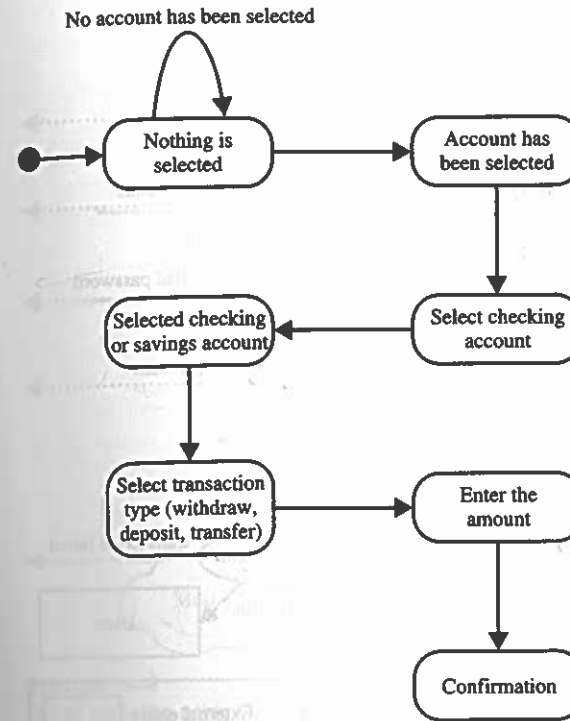 No account has been selected
Nothing is
selected
Account has
been selected
Selected checking
or savings account
Select checking
account
Select transaction
type (withdraw,
deposit, transfer)
Enter the
amount
Confirmation
password